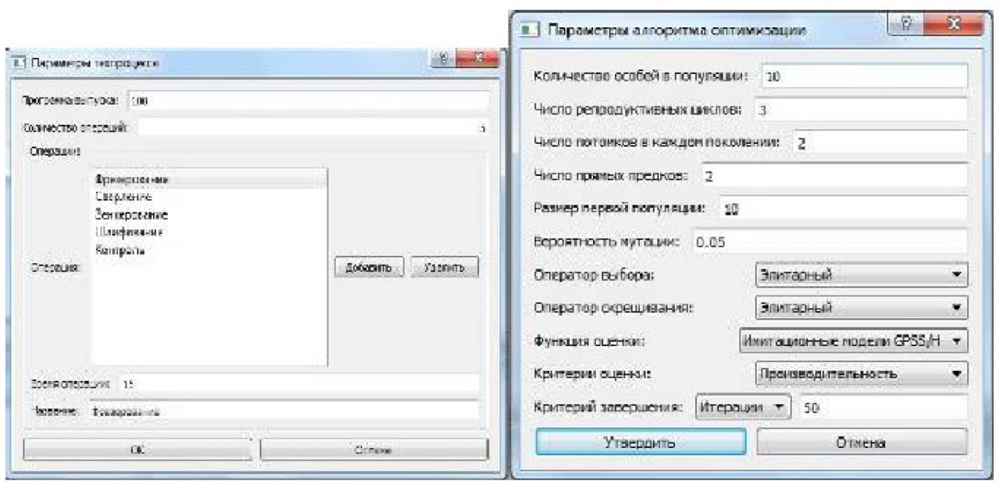 Параметры техпроцесса
Программа выпуска: 100
Количество операций: 5
Операции:
Фрезерование
Сверление
Зенкерование
Шлифование
Контроль
Операция:
Добавить
Удалить
Время операции: 15
Название: Фрезерование
OK
Отмена
Параметры алгоритма оптимизации
Количество особей в популяции: 10
Число репродуктивных циклов: 3
Число потомков в каждом поколении: 2
Число прямых предков: 2
Размер первой популяции: 10
Вероятность мутации: 0.05
Оператор выбора: Элитарный
Оператор скрещивания: Элитарный
Функция оценки: Имитационные модели GPSS/H
Критерии оценки: Производительность
Критерий завершения: Итерации 50
Утвердить
Отмена